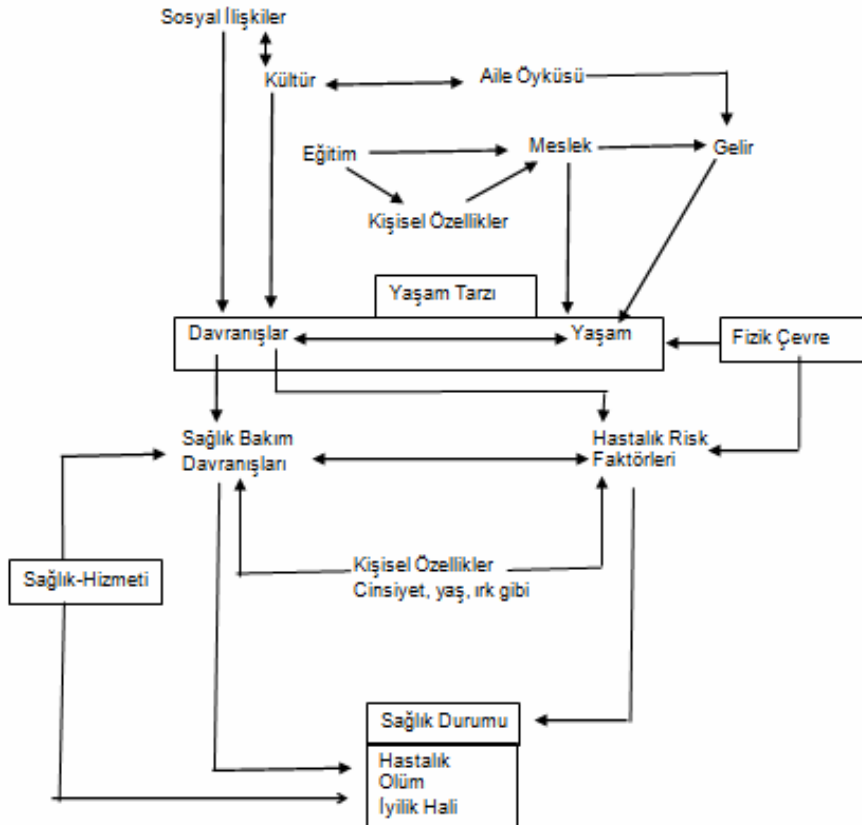 Sosyal İlişkiler
Kültür
Aile Öyküsü
Eğitim
Meslek
Gelir
Kişisel Özellikler
Yaşam Tarzı
Davranışlar
Yaşam
Fizik Çevre
Sağlık Bakım
Davranışları
Hastalık Risk
Faktörleri
Sağlık-Hizmeti
Kişisel Özellikler
Cinsiyet, yaş, ırk gibi
Sağlık Durumu
Hastalık
Olüm
İyilik Hali